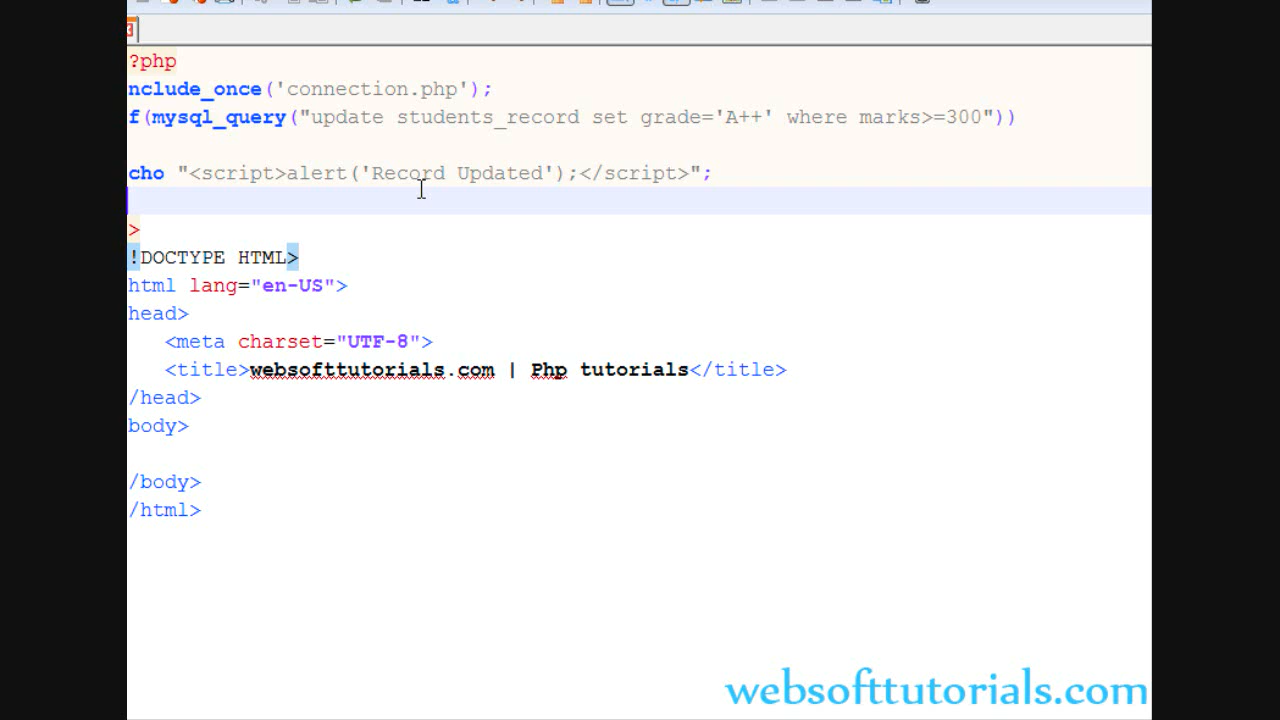 ?php
nclude_once('connection.php');
f(mysql_query("update students_record set grade='A++' where marks>=300"))
cho "<script>alert('Record Updated');</script>";
>
!DOCTYPE HTML>
html lang="en-US">
head>
<meta charset="UTF-8">
<title>websofttutorials.com | Php tutorials</title>
/head>
body>
/body>
/html>
websofttutorials.com